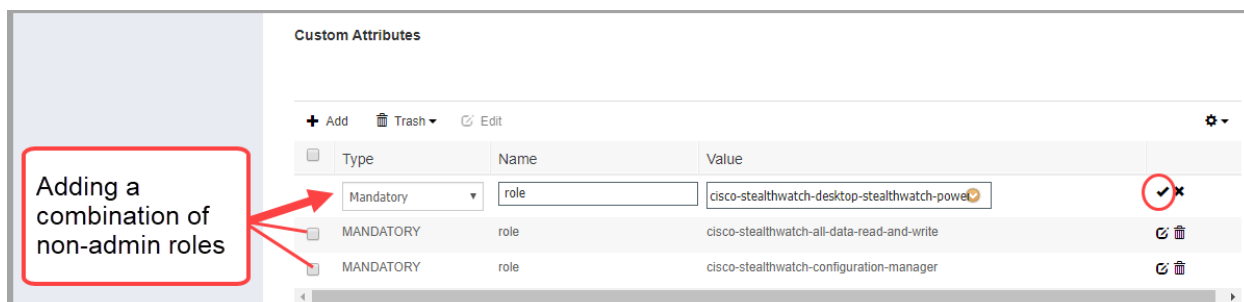 Custom Attributes
Add Trash Edit
Type Name Value
Adding a
combination of
non-admin roles
Mandatory role cisco-stealthwatch-desktop-stealthwatch-powe
MANDATORY role cisco-stealthwatch-all-data-read-and-write
MANDATORY role cisco-stealthwatch-configuration-manager